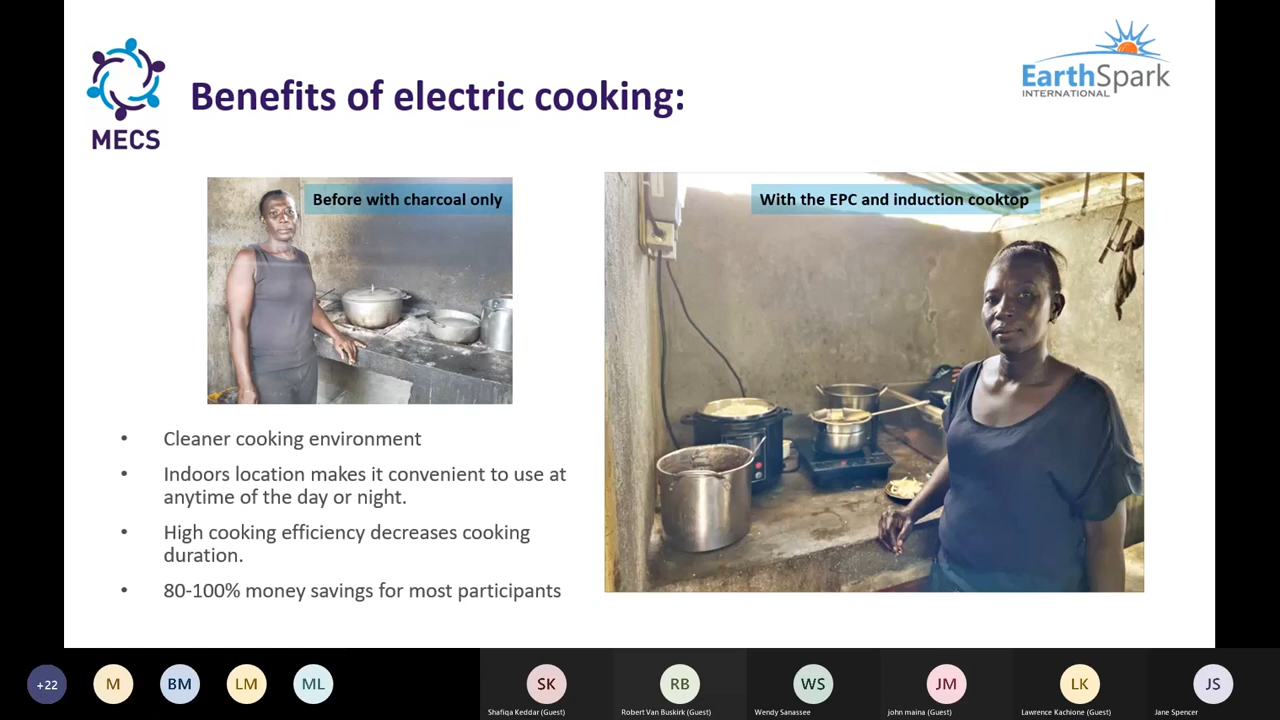 MECS
Benefits of electric cooking:
EarthSpark
INTERNATIONAL
Before with charcoal only
With the EPC and induction cooktop
• Cleaner cooking environment
• Indoors location makes it convenient to use at
anytime of the day or night.
• High cooking efficiency decreases cooking
duration.
• 80-100% money savings for most participants
+22
M
BM
LM
ML
SK
RB
WS
JM
LK
JS
Shafiqa Keddar (Guest)
Robert Van Buskirk (Guest)
Wendy Sanassee
john maina (Guest)
Lawrence Kachione (Guest)
Jane Spencer